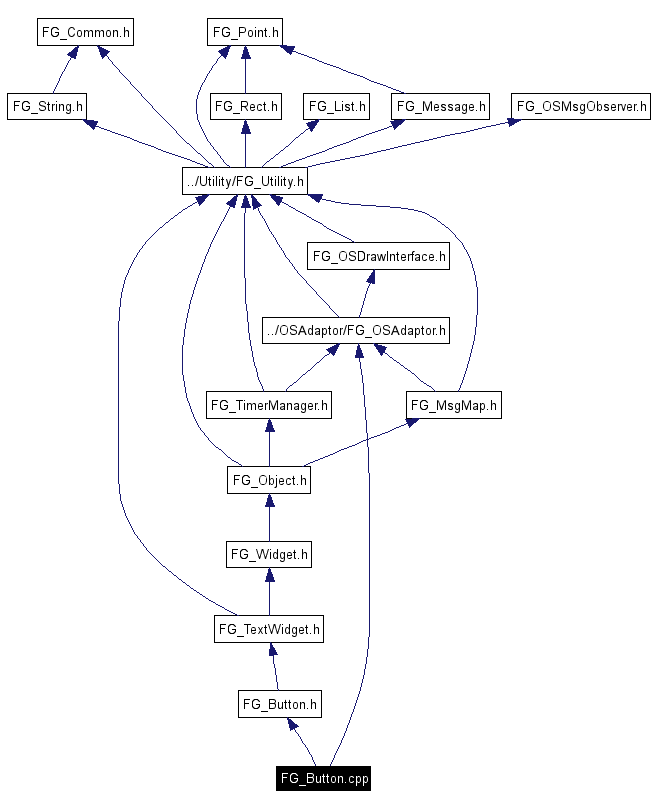 FG_Common.h
FG_Point.h
FG_String.h
FG_Rect.h
FG_List.h
FG_Message.h
FG_OSMsgObserver.h
../Utility/FG_Utility.h
FG_OSDrawInterface.h
../OSAdaptor/FG_OSAdaptor.h
FG_TimerManager.h
FG_MsgMap.h
FG_Object.h
FG_Widget.h
FG_TextWidget.h
FG_Button.h
FG_Button.cpp